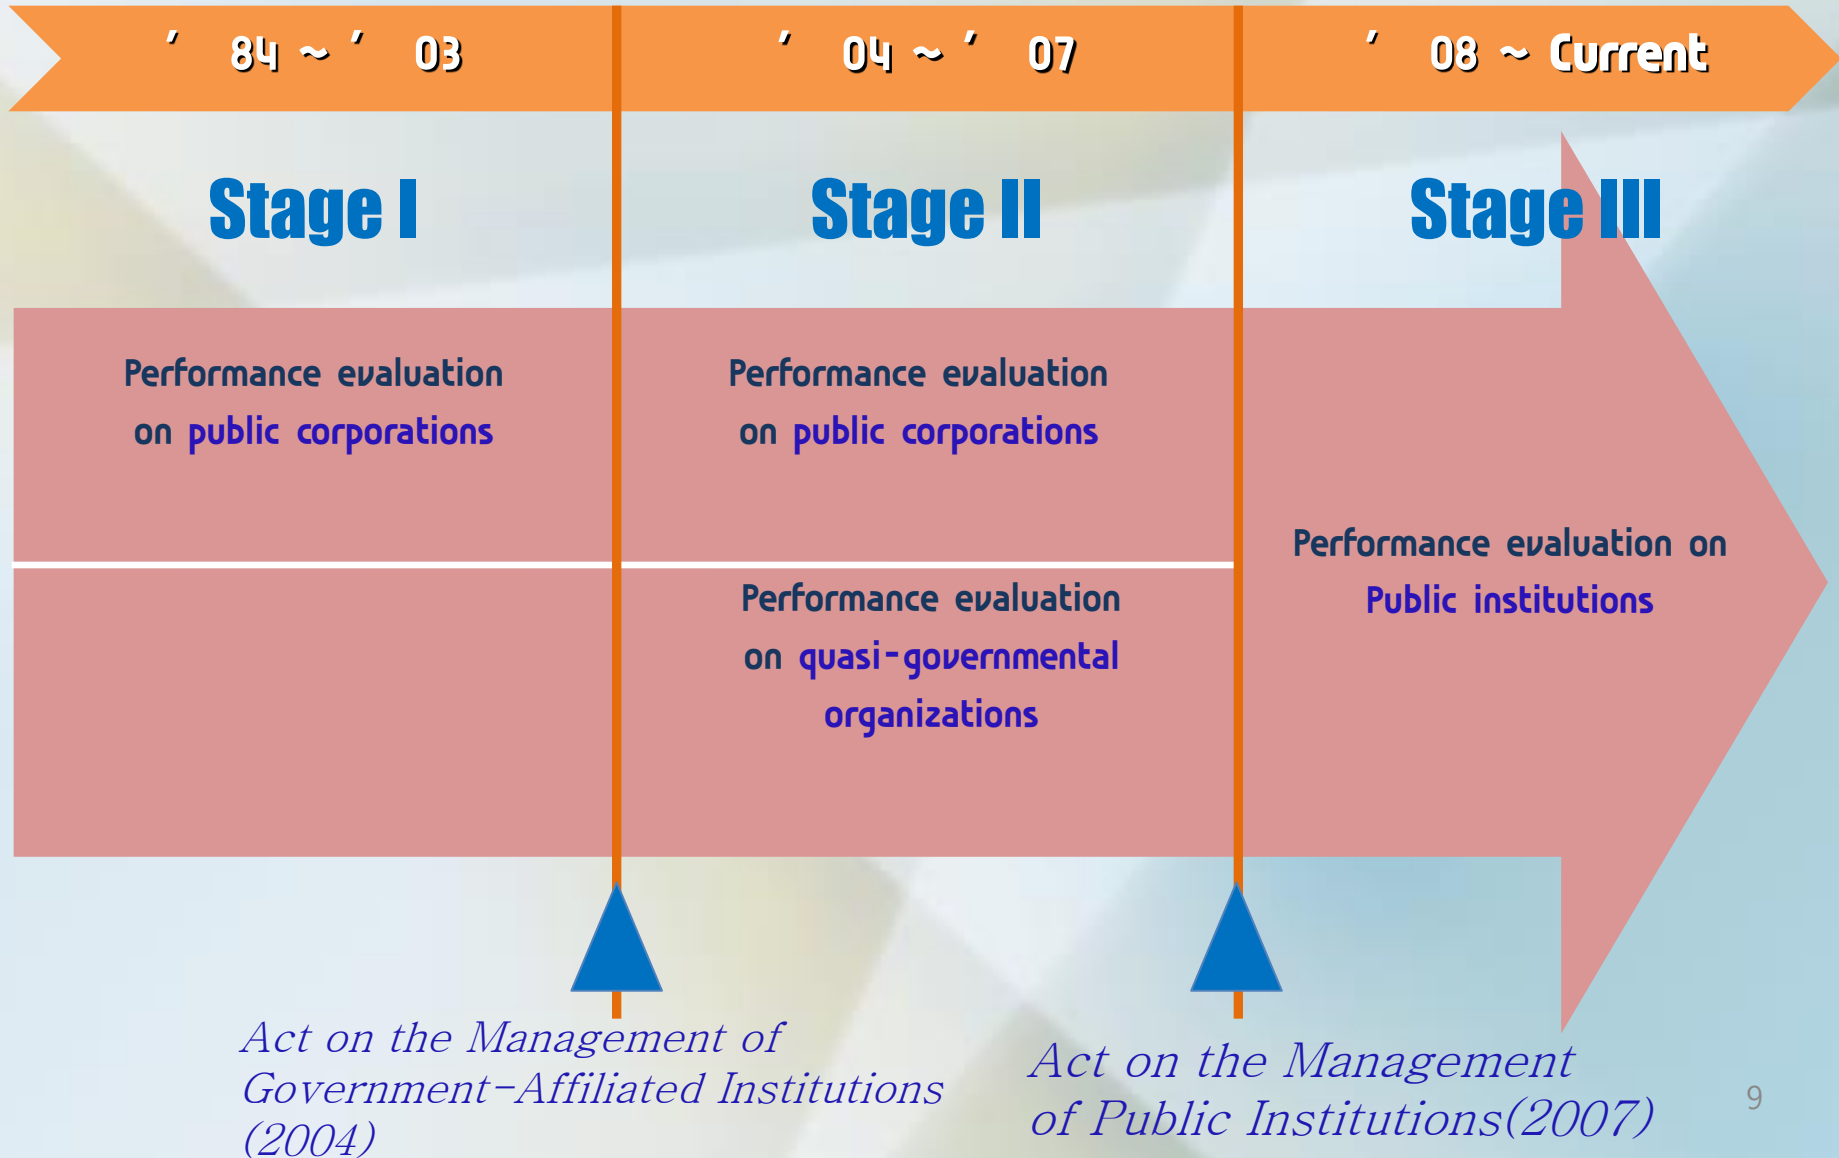 ′84 ~ ′03
′04 ~ ′07
′08 ~ Current
Stage I
Stage II
Stage III
Performance evaluation
on public corporations
Performance evaluation
on public corporations
Performance evaluation
on quasi-governmental
organizations
Performance evaluation on
Public institutions
Act on the Management of
Government-Affiliated Institutions
(2004)
Act on the Management
of Public Institutions(2007)
9